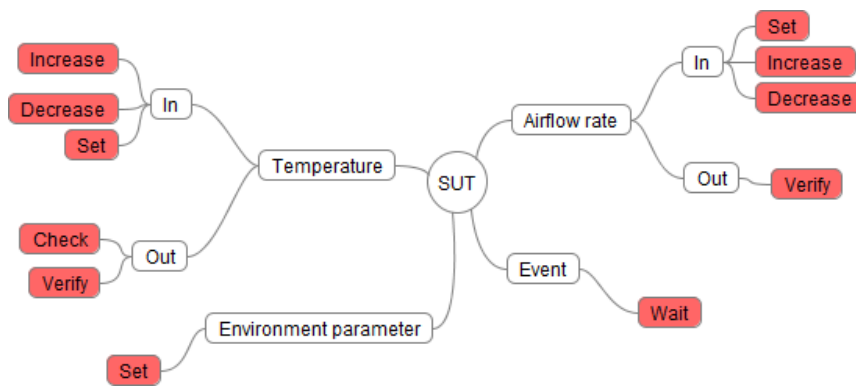 SUT
Temperature
In
Increase
Decrease
Set
Out
Check
Verify
Environment parameter
Set
Airflow rate
In
Set
Increase
Decrease
Out
Verify
Event
Wait